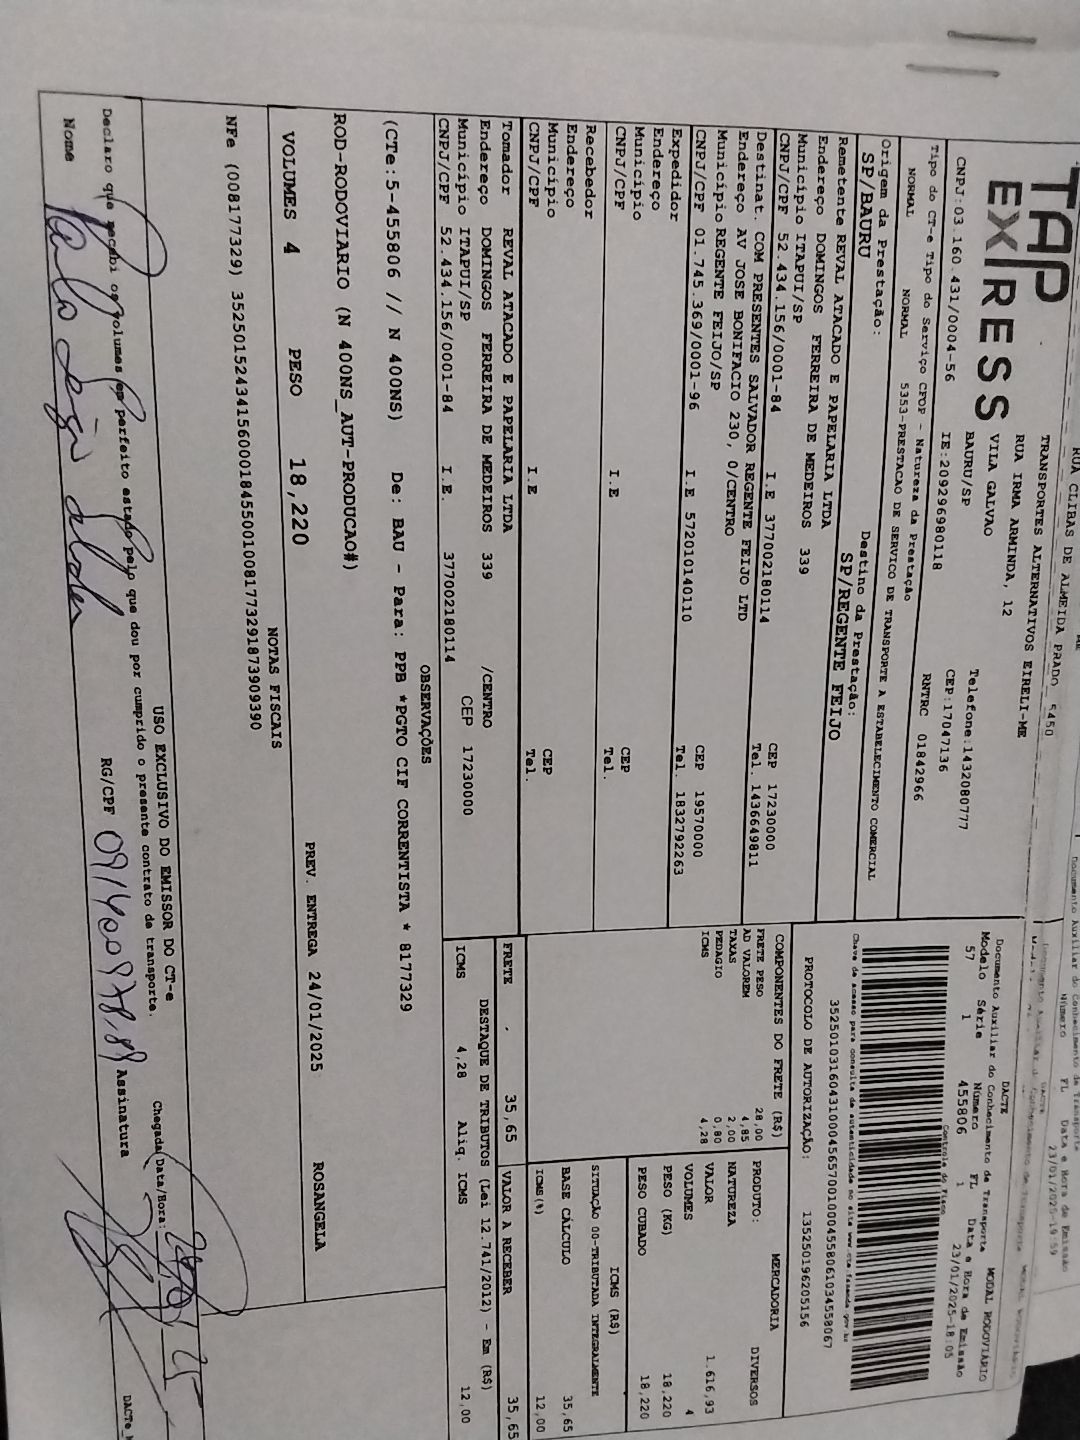 RUA CLIBAS DE ALMEIDA PRADO 5450
23/01/2025-19:59
TAP EXPRESS
TRANSPORTES ALTERNATIVOS EIRELI-ME
RUA IRMA ARMINDA, 12
VILA GALVAO
BAURU/SP
Telefone:1432080777
CEP:17047136
CNPJ:03.160.431/0004-56
IE:209296980118
DACTE
Documento Auxiliar do Conhecimento de Transporte MODAL RODOVIÁRIO
Modelo Série Número FL Data e Hora de Emissão
57 1 455806 1 23/01/2025-18:05
Controle do Fisco
Tipo do CT-e Tipo do Serviço CFOP - Natureza da Prestação RNTRC 01842966
NORMAL NORMAL 5353-PRESTACAO DE SERVICO DE TRANSPORTE A ESTABELECIMENTO COMERCIAL
Origem da Prestação: Destino da Prestação:
SP/BAURU SP/REGENTE FEIJO
Chave de acesso para consulta de autenticidade no site www.cte.fazenda.gov.br
35250103160431000456570010004558061034558067
PROTOCOLO DE AUTORIZAÇÃO: 135250196205156
Remetente REVAL ATACADO E PAPELARIA LTDA
Endereço DOMINGOS FERREIRA DE MEDEIROS 339
Município ITAPUI/SP CEP 17230000
CNPJ/CPF 52.434.156/0001-84 I.E 377002180114 Tel. 1436649811
Destinat. COM PRESENTES SALVADOR REGENTE FEIJO LTD
Endereço AV JOSE BONIFACIO 230, 0/CENTRO
Município REGENTE FEIJO/SP CEP 19570000
CNPJ/CPF 01.745.369/0001-96 I.E 572010140110 Tel. 1832792263
Expedidor
Endereço
Município CEP
CNPJ/CPF I.E Tel.
Recebedor
Endereço
Município CEP
CNPJ/CPF I.E Tel.
Tomador REVAL ATACADO E PAPELARIA LTDA
Endereço DOMINGOS FERREIRA DE MEDEIROS 339 /CENTRO
Município ITAPUI/SP CEP 17230000
CNPJ/CPF 52.434.156/0001-84 I.E. 377002180114
COMPONENTES DO FRETE (R$)
FRETE PESO 28,00
AD VALOREM 4,85
TAXAS 2,00
PEDAGIO 0,80
ICMS 4,28
MERCADORIA
PRODUTO: DIVERSOS
NATUREZA
VALOR 1.616,93
VOLUMES 4
PESO (KG) 18,220
PESO CUBADO 18,220
ICMS (R$)
SITUAÇÃO 00-TRIBUTADA INTEGRALMENTE
BASE CÁLCULO 35,65
ICMS(%) 12,00
FRETE . 35,65 VALOR A RECEBER 35,65
DESTAQUE DE TRIBUTOS (Lei 12.741/2012) - Em (R$)
ICMS 4,28 Aliq. ICMS 12,00
OBSERVAÇÕES
(CTe:5-455806 // N 400NS) De: BAU - Para: PPB *PGTO CIF CORRENTISTA * 8177329
ROD-RODOVIARIO (N 400NS_AUT-PRODUCAO#)
VOLUMES 4 PESO 18,220 PREV. ENTREGA 24/01/2025 ROSANGELA
NOTAS FISCAIS
NFe (008177329) 35250152434156000184550010081773291873909390
USO EXCLUSIVO DO EMISSOR DO CT-e
Declaro que recebi os volumes em perfeito estado pelo que dou por cumprido o presente contrato de transporte.
Chegada Data/Hora:
Nome RG/CPF Assinatura